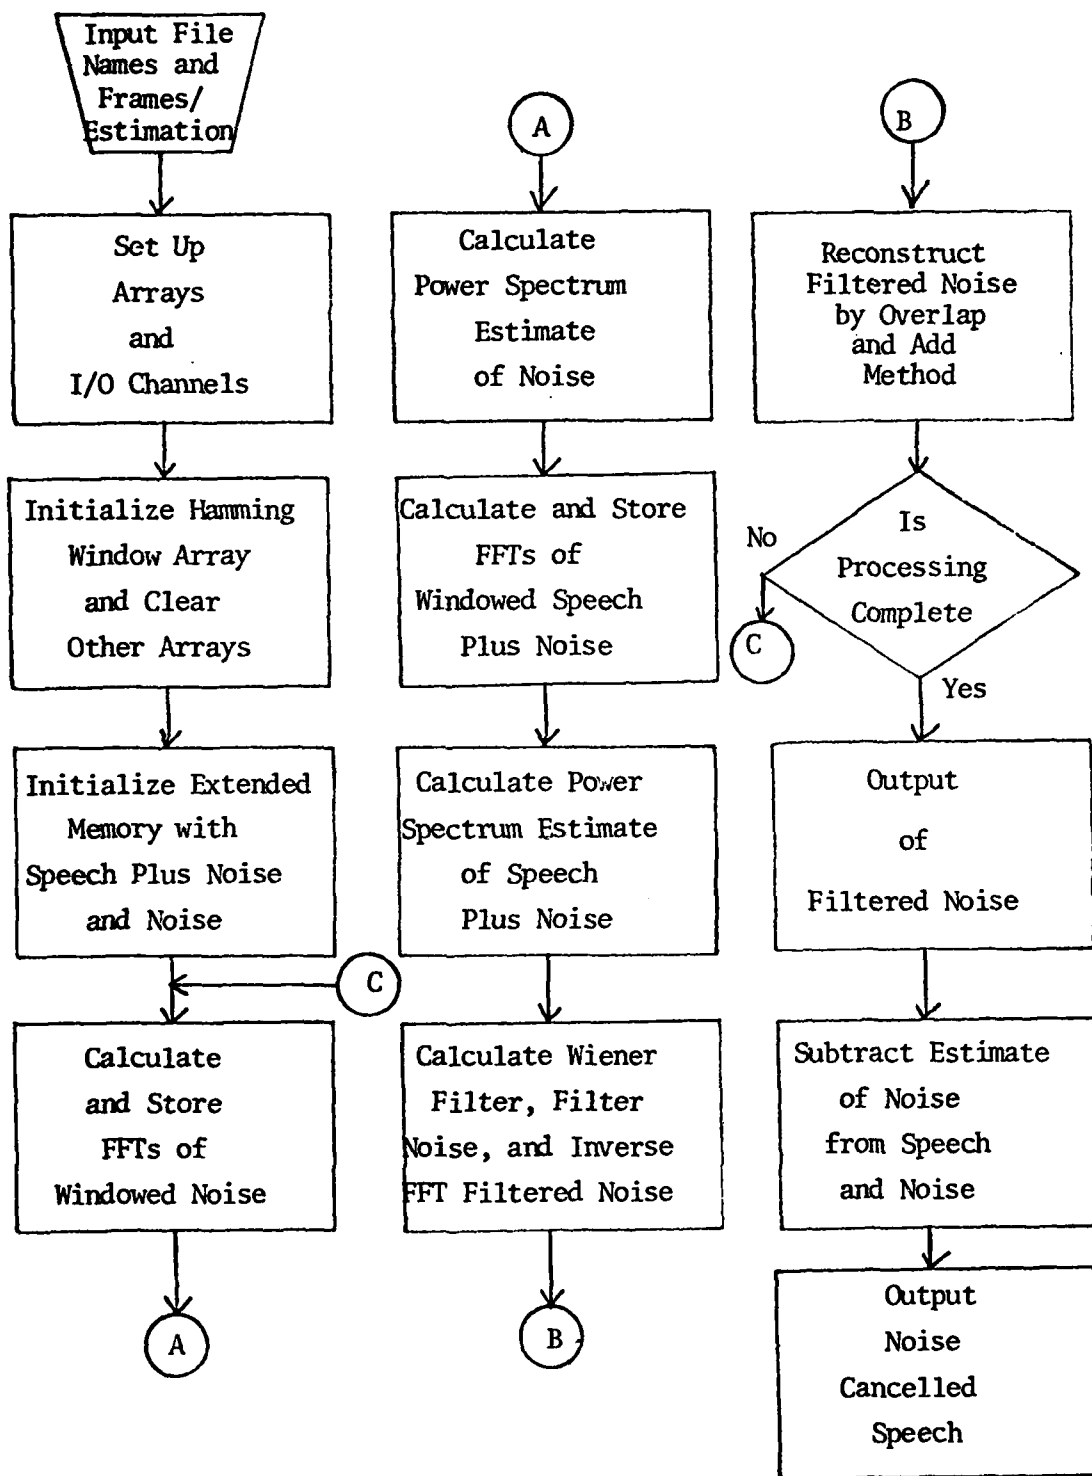 Input File
Names and
Frames/
Estimation
Set Up
Arrays
and
I/O Channels
Initialize Hamming
Window Array
and Clear
Other Arrays
Initialize Extended
Memory with
Speech Plus Noise
and Noise
C
Calculate
and Store
FFTs of
Windowed Noise
A
A
Calculate
Power Spectrum
Estimate
of Noise
Calculate and Store
FFTs of
Windowed Speech
Plus Noise
Calculate Power
Spectrum Estimate
of Speech
Plus Noise
Calculate Wiener
Filter, Filter
Noise, and Inverse
FFT Filtered Noise
B
B
Reconstruct
Filtered Noise
by Overlap
and Add
Method
Is
Processing
Complete
No
C
Yes
Output
of
Filtered Noise
Subtract Estimate
of Noise
from Speech
and Noise
Output
Noise
Cancelled
Speech